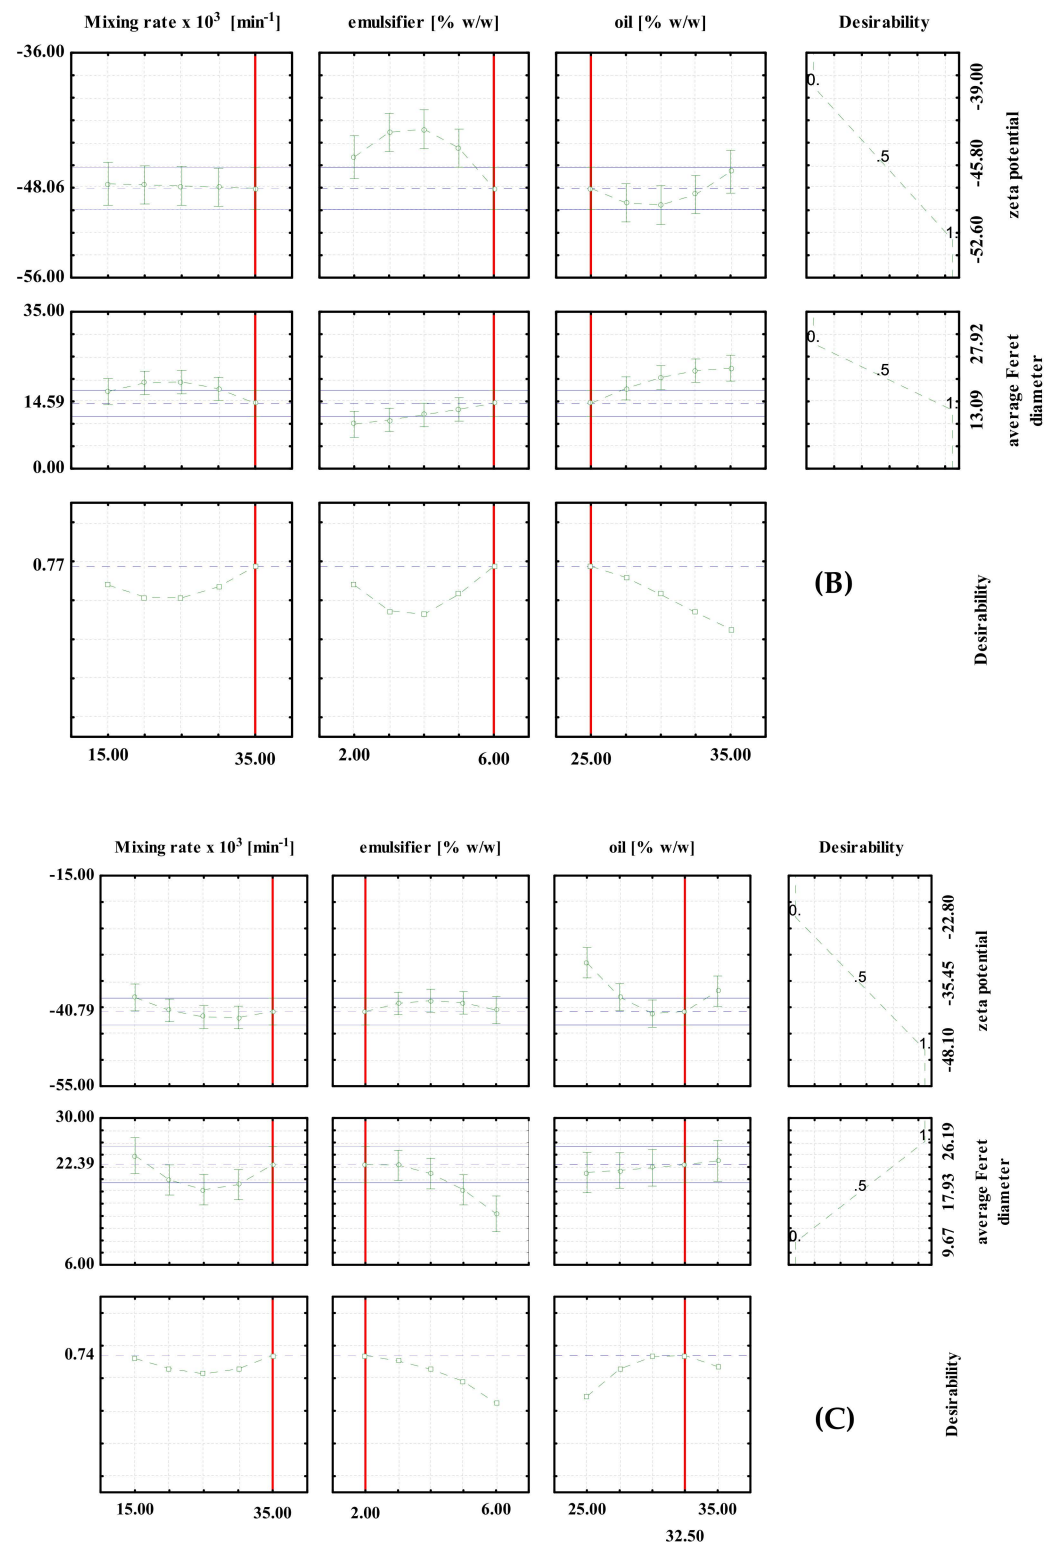 Mixing rate x 10³ [min⁻¹] emulsifier [% w/w] oil [% w/w] Desirability
-36.00
-48.06
-56.00
0.
.5
1.
-39.00
-45.80
-52.60
zeta potential
35.00
14.59
0.00
0.
.5
1.
27.92
13.09
average Feret
diameter
0.77
(B)
Desirability
15.00 35.00 2.00 6.00 25.00 35.00
Mixing rate x 10³ [min⁻¹] emulsifier [% w/w] oil [% w/w] Desirability
-15.00
-40.79
-55.00
0.
.5
1.
-22.80
-35.45
-48.10
zeta potential
30.00
22.39
6.00
1.
.5
0.
26.19
17.93
9.67
average Feret
diameter
0.74
(C)
Desirability
15.00 35.00 2.00 6.00 25.00 35.00
32.50